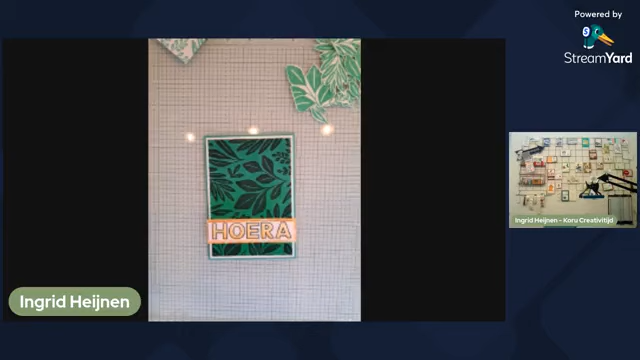 Powered by
StreamYard
HOERA
Ingrid Heijnen - Koru Creativitijd
Ingrid Heijnen